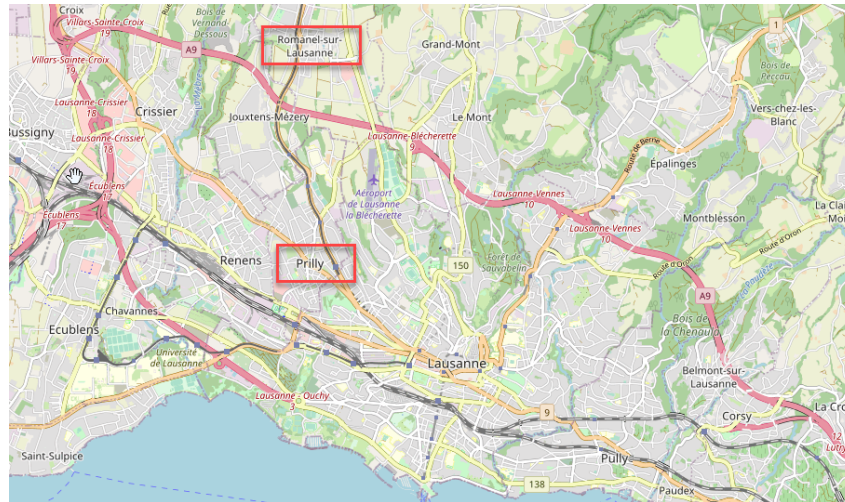 Croix
Villars-Sainte Croix
19
Bois de
Vernand
Dessous
A9
Romanel-sur-
Lausanne
Grand-Mont
1
Bois de
Peccau
Villars-Sainte-Croix
19
Lausanne-Crissier
18
Crissier
Jouxtens-Mézery
Le Mont
Vers-chez-les-
Blanc
Bussigny
Lausanne-Crissier
18
Lausanne-Blécherette
9
Route de Berne
Épalinges
Ecublens
17
Aéroport
de Lausanne
la Blécherette
Lausanne-Vennes
10
Ecublens
17
Lausanne-Vennes
10
Montblesson
La Clai
Moi
Route d'Oron
Renens
Prilly
150
Forêt de
Sauvabelin
Route d'Oron
A9
Chavannes
Ecublens
Bois de
la Chenaula
Université
de Lausanne
Lausanne
Belmont-sur-
Lausanne
Lausanne - Ouchy
3
9
Corsy
La Cro
12
Lutry
Saint-Sulpice
Pully
138
Paudex